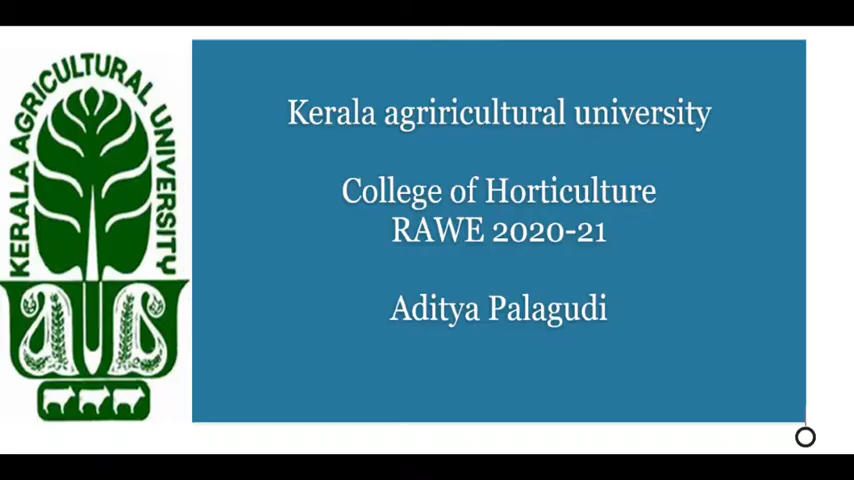 KERALA AGRICULTURAL UNIVERSITY
Kerala agriricultural university
College of Horticulture
RAWE 2020-21
Aditya Palagudi